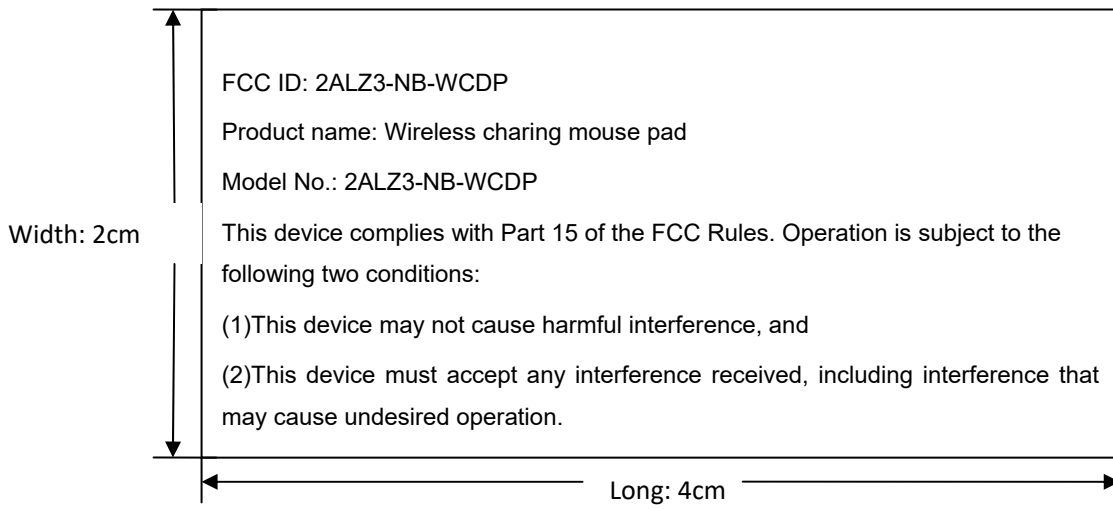 FCC ID: 2ALZ3-NB-WCDP
Product name: Wireless charing mouse pad
Model No.: 2ALZ3-NB-WCDP
Width: 2cm
This device complies with Part 15 of the FCC Rules. Operation is subject to the
following two conditions:
(1)This device may not cause harmful interference, and
(2)This device must accept any interference received, including interference that
may cause undesired operation.
Long: 4cm